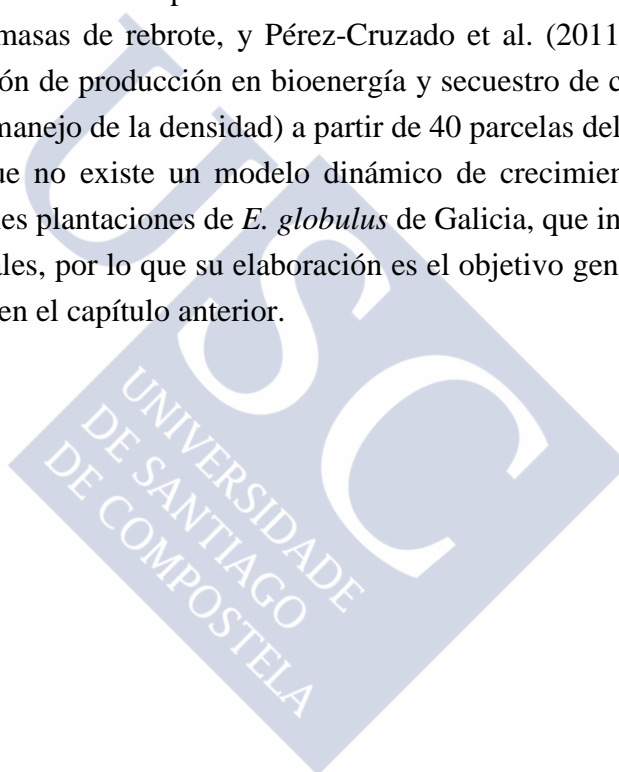 masas de rebrote, y Pérez-Cruzado et al. (2011
ón de producción en bioenergía y secuestro de c
manejo de la densidad) a partir de 40 parcelas del
ue no existe un modelo dinámico de crecimien
es plantaciones de E. globulus de Galicia, que in
ales, por lo que su elaboración es el objetivo gen
en el capítulo anterior.
USC
UNIVERSIDADE
DE SANTIAGO
DE COMPOSTELA